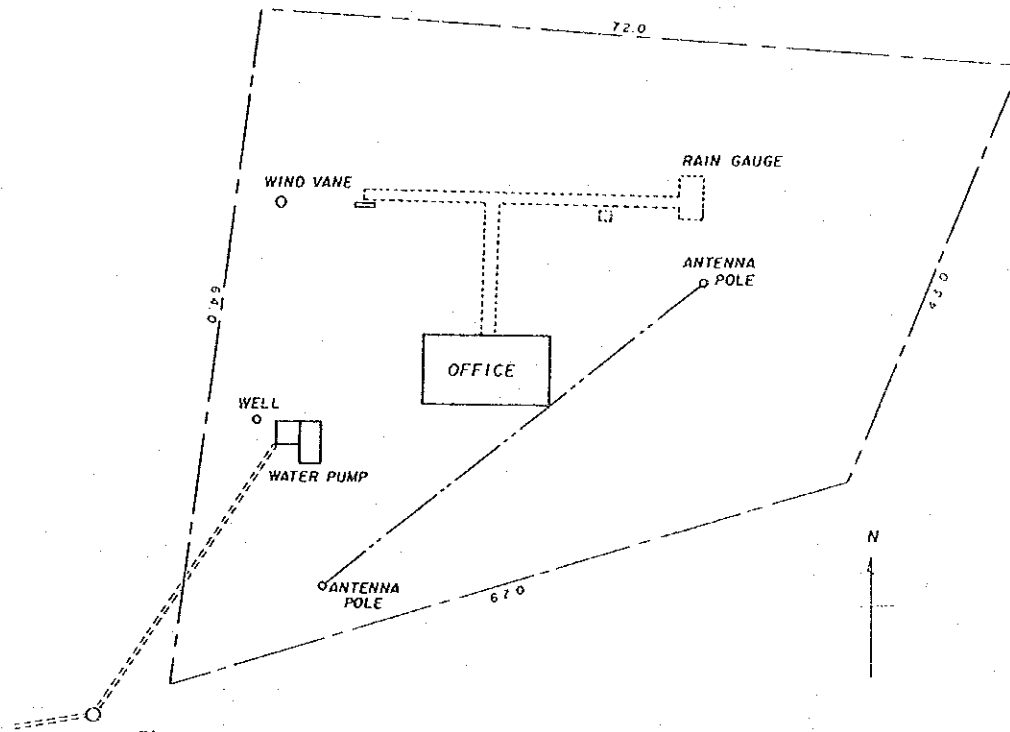 72.0
RAIN GAUGE
WIND VANE
ANTENNA
POLE
43.0
64.0
OFFICE
WELL
WATER PUMP
N
ANTENNA
POLE
67.0